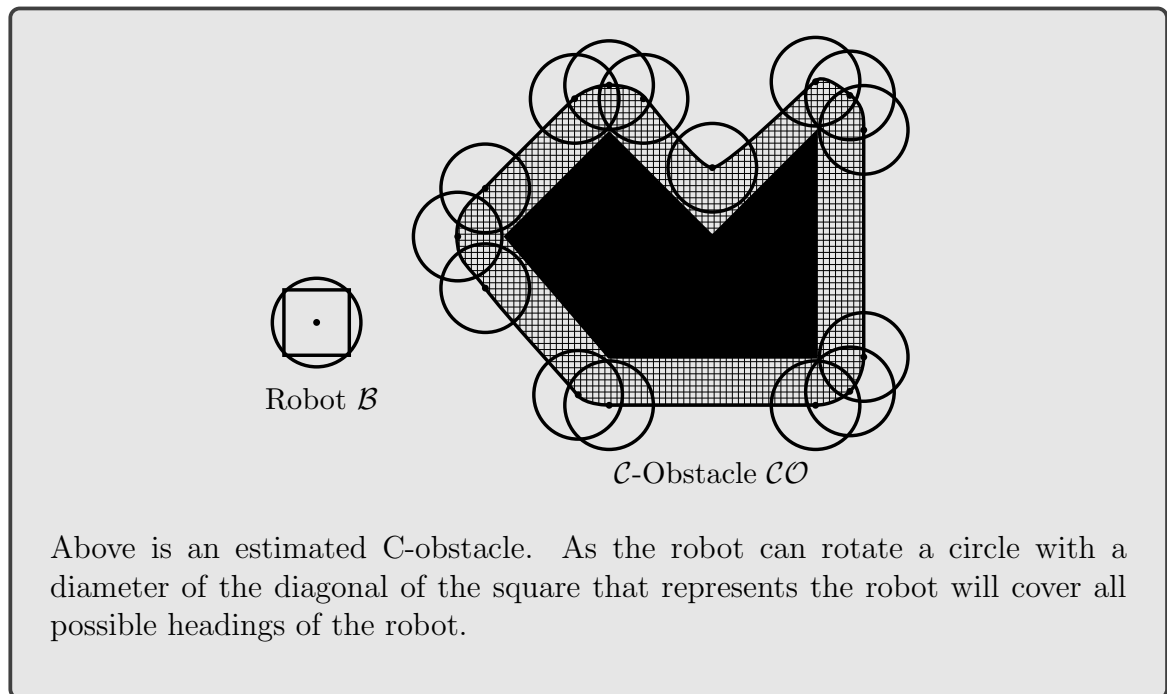 Robot ℬ
𝒞-Obstacle 𝒞𝒪
Above is an estimated C-obstacle. As the robot can rotate a circle with a
diameter of the diagonal of the square that represents the robot will cover all
possible headings of the robot.